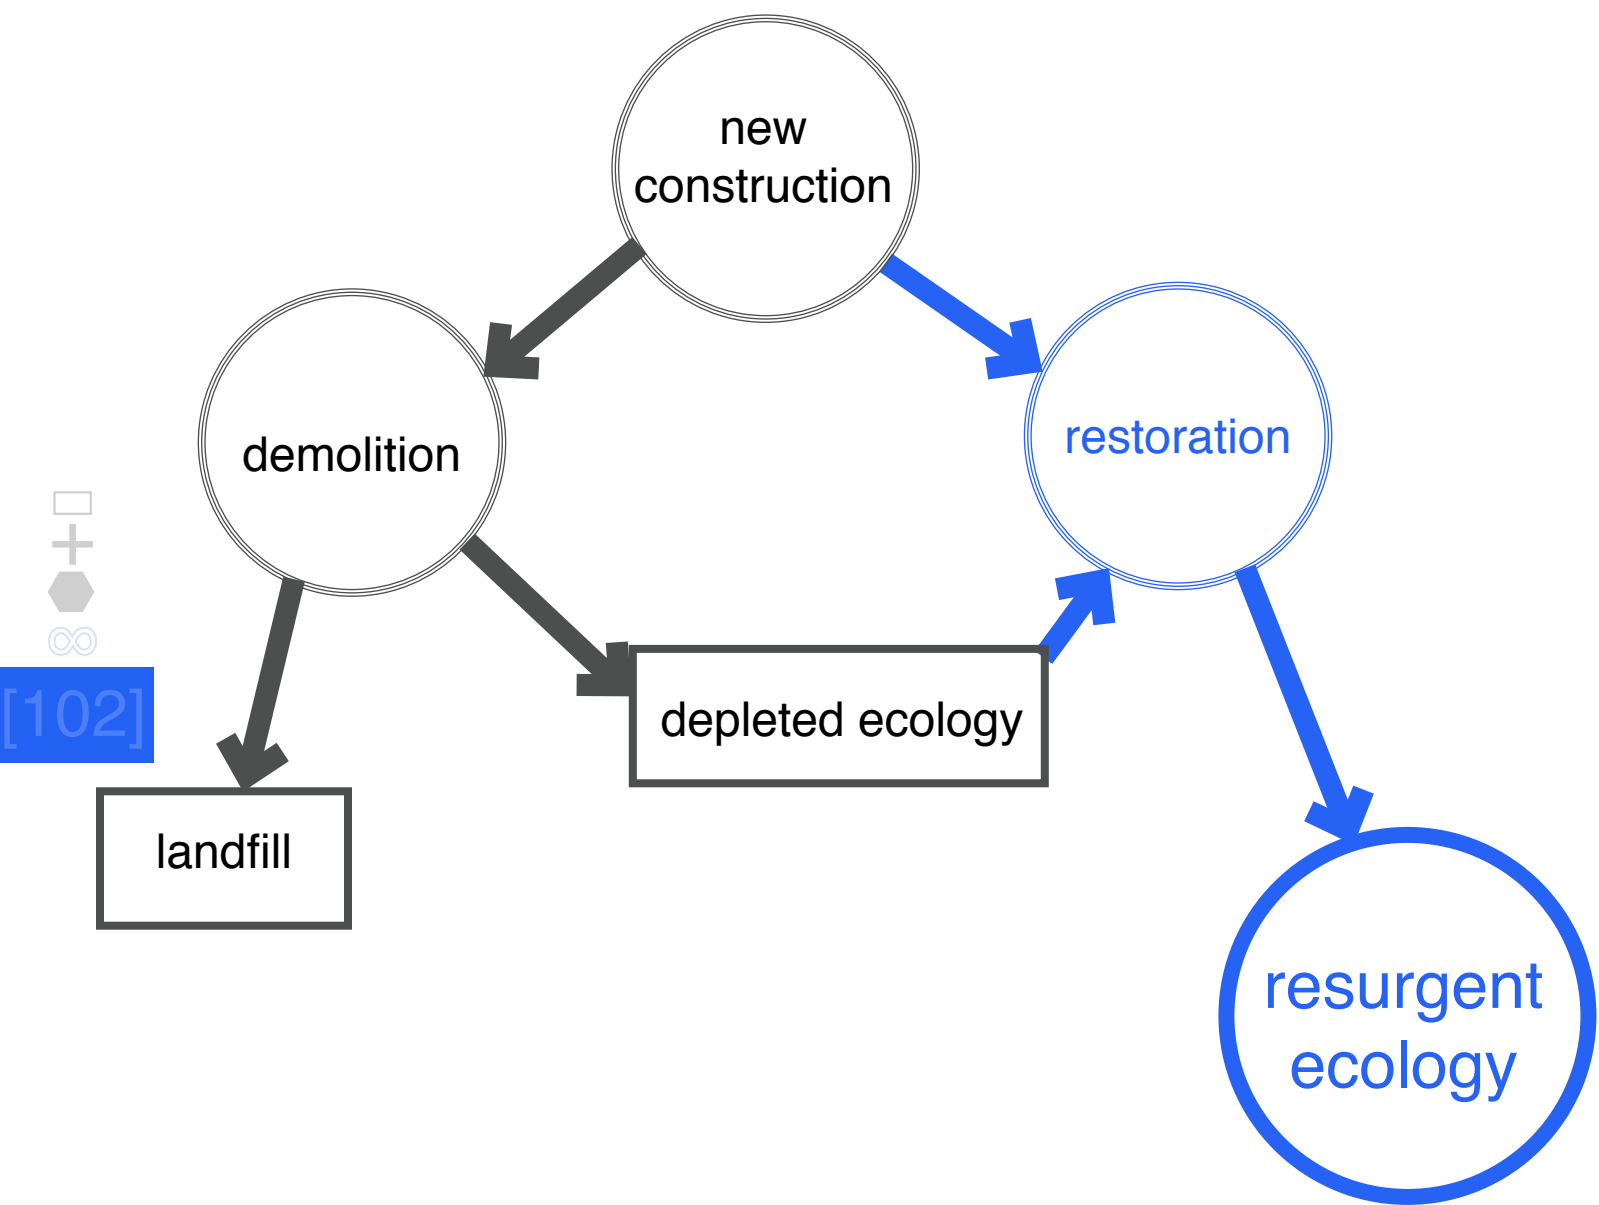 new
construction
demolition
restoration
[102]
depleted ecology
landfill
resurgent
ecology